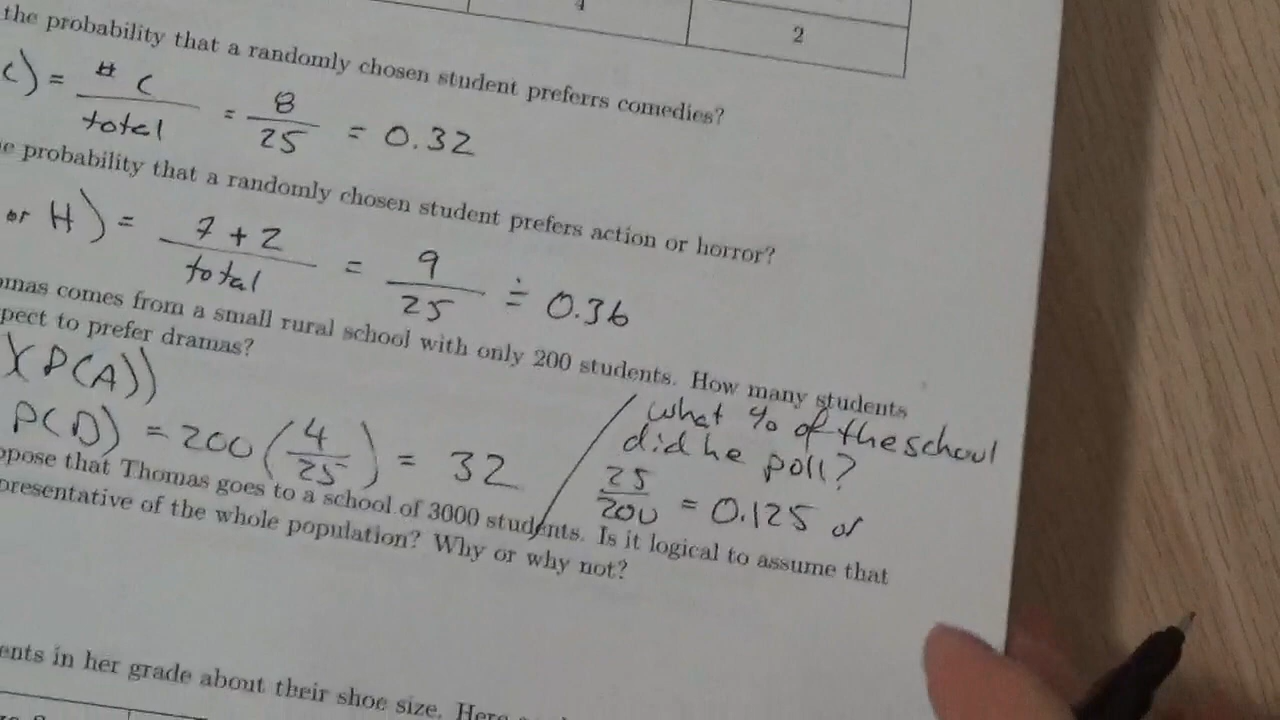 4
2
the probability that a randomly chosen student preferrs comedies?
C) = # C / total = 8 / 25 = 0.32
e probability that a randomly chosen student prefers action or horror?
or H) = 7 + 2 / total = 9 / 25 ÷ 0.36
omas comes from a small rural school with only 200 students. How many students
pect to prefer dramas?
)(P(A))
P(D) = 200 (4/25) = 32
what % of the school
did he poll?
25/200 = 0.125 or
ppose that Thomas goes to a school of 3000 students. Is it logical to assume that
presentative of the whole population? Why or why not?
ents in her grade about their shoe size.